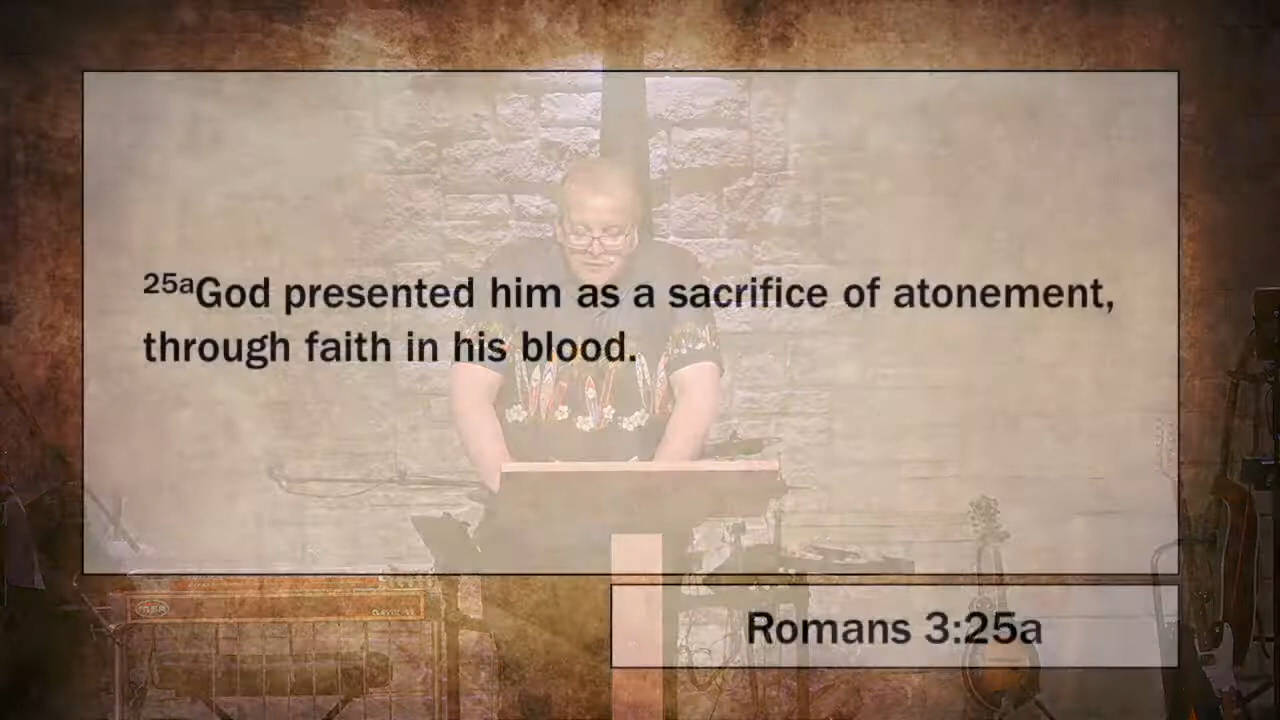 25aGod presented him as a sacrifice of atonement,
through faith in his blood.
Romans 3:25a